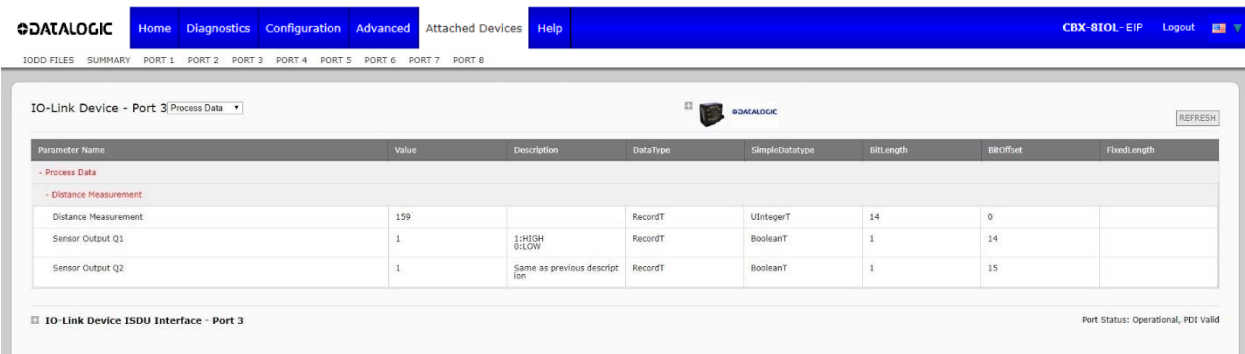 DATALOGIC Home Diagnostics Configuration Advanced Attached Devices Help CBX-8IOL- EIP Logout
IODD FILES SUMMARY PORT 1 PORT 2 PORT 3 PORT 4 PORT 5 PORT 6 PORT 7 PORT 8
IO-Link Device - Port 3 Process Data DATALOGIC
REFRESH
Parameter Name Value Description DataType SimpleDatatype BitLength BitOffset FixedLength
- Process Data
- Distance Measurement
Distance Measurement 159 RecordT UIntegerT 14 0
Sensor Output Q1 1 1:HIGH RecordT BooleanT 1 14
0:LOW
Sensor Output Q2 1 Same as previous descript RecordT BooleanT 1 15
ion
IO-Link Device ISDU Interface - Port 3 Port Status: Operational, PDI Valid